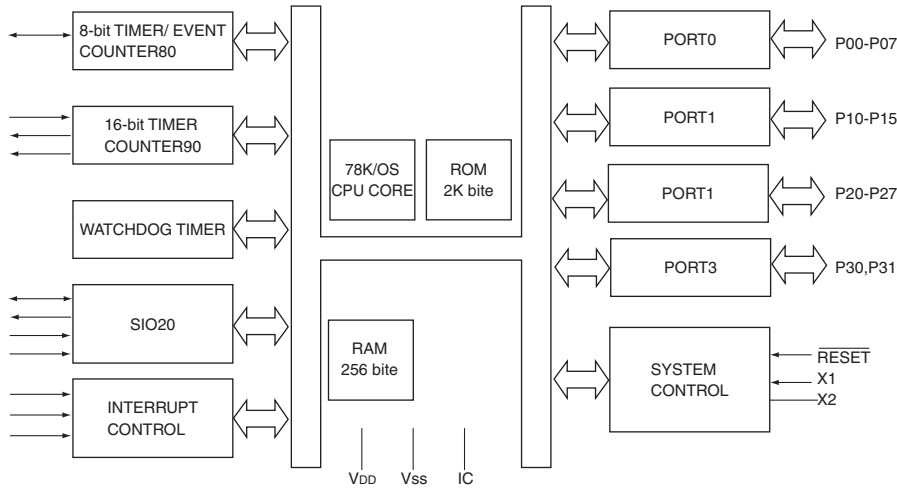 8-bit TIMER/ EVENT
COUNTER80
16-bit TIMER
COUNTER90
WATCHDOG TIMER
SIO20
INTERRUPT
CONTROL
78K/OS
CPU CORE
ROM
2K bite
RAM
256 bite
VDD
VSS
IC
PORT0
P00-P07
PORT1
P10-P15
PORT1
P20-P27
PORT3
P30,P31
SYSTEM
CONTROL
RESET
X1
X2